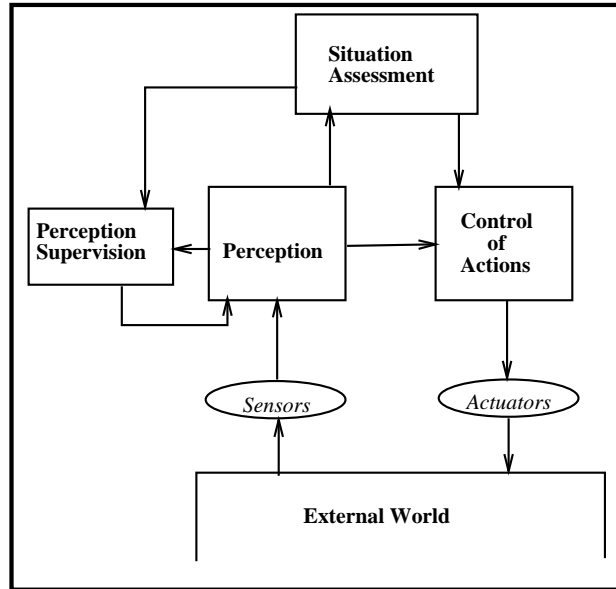 Situation
Assessment
Perception
Supervision
Perception
Control
of
Actions
Sensors
Actuators
External World